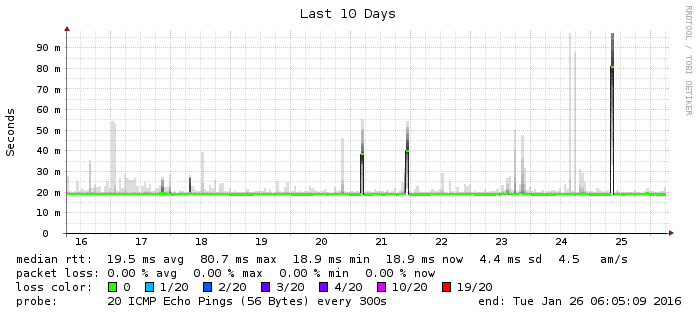 Last 10 Days
RRDTOOL / TOBI OETIKER
Seconds
90 m
80 m
70 m
60 m
50 m
40 m
30 m
20 m
10 m
0
16 17 18 19 20 21 22 23 24 25
median rtt: 19.5 ms avg 80.7 ms max 18.9 ms min 18.9 ms now 4.4 ms sd 4.5 am/s
packet loss: 0.00 % avg 0.00 % max 0.00 % min 0.00 % now
loss color: 0 1/20 2/20 3/20 4/20 10/20 19/20
probe: 20 ICMP Echo Pings (56 Bytes) every 300s end: Tue Jan 26 06:05:09 2016